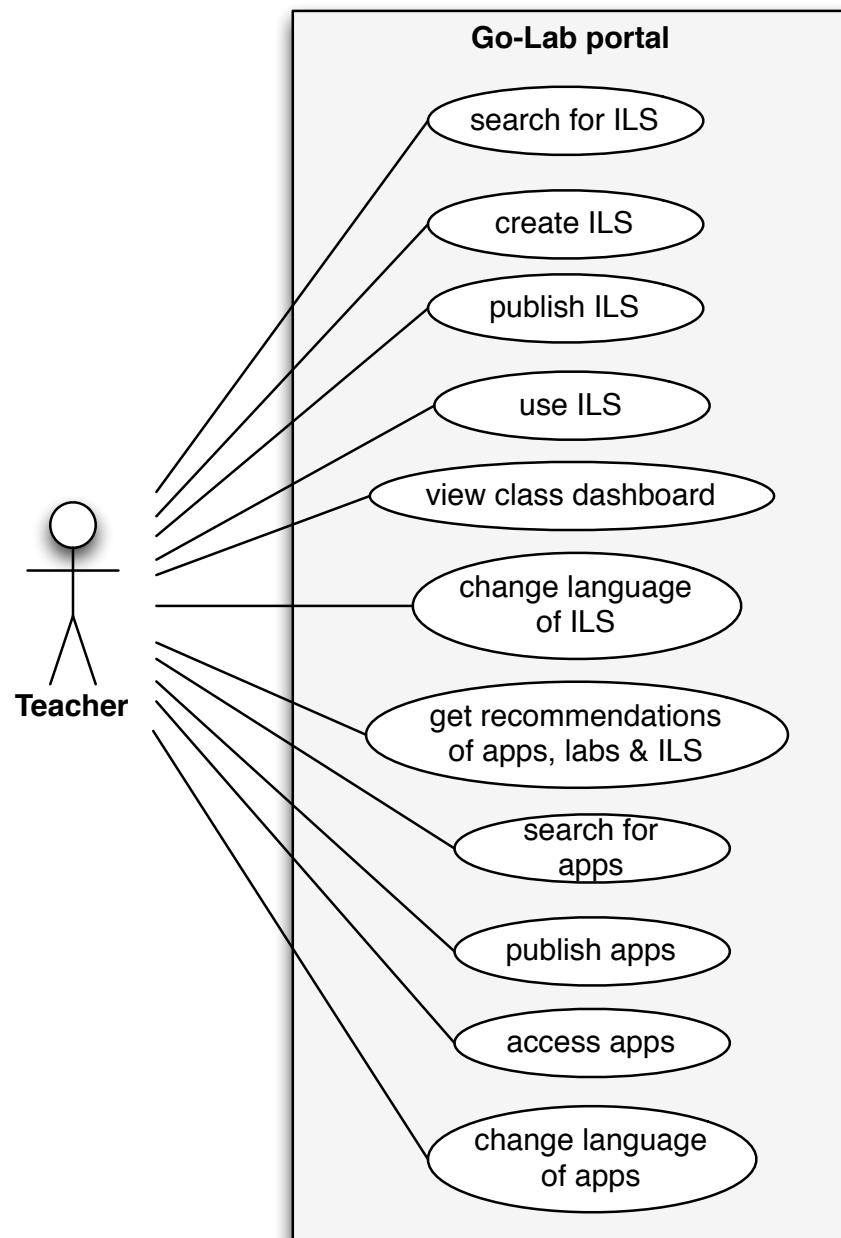 Go-Lab portal
search for ILS
create ILS
publish ILS
use ILS
view class dashboard
change language
of ILS
Teacher
get recommendations
of apps, labs & ILS
search for
apps
publish apps
access apps
change language
of apps